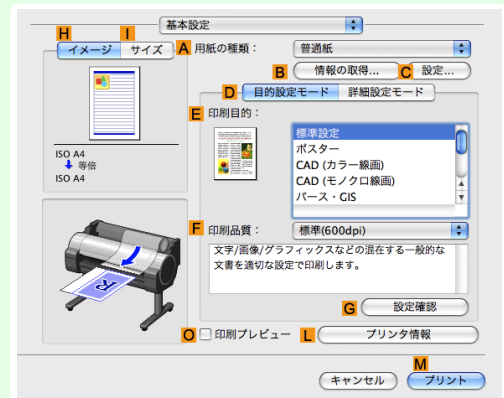 基本設定
H I
イメージ サイズ
A 用紙の種類： 普通紙
B 情報の取得... C 設定...
D 目的設定モード 詳細設定モード
E 印刷目的：
標準設定
ポスター
CAD (カラー線画)
CAD (モノクロ線画)
パース・GIS
ISO A4
等倍
ISO A4
F 印刷品質： 標準(600dpi)
文字/画像/グラフィックスなどの混在する一般的な
文書を適切な設定で印刷します。
G 設定確認
O 印刷プレビュー L プリンタ情報
M
キャンセル プリント